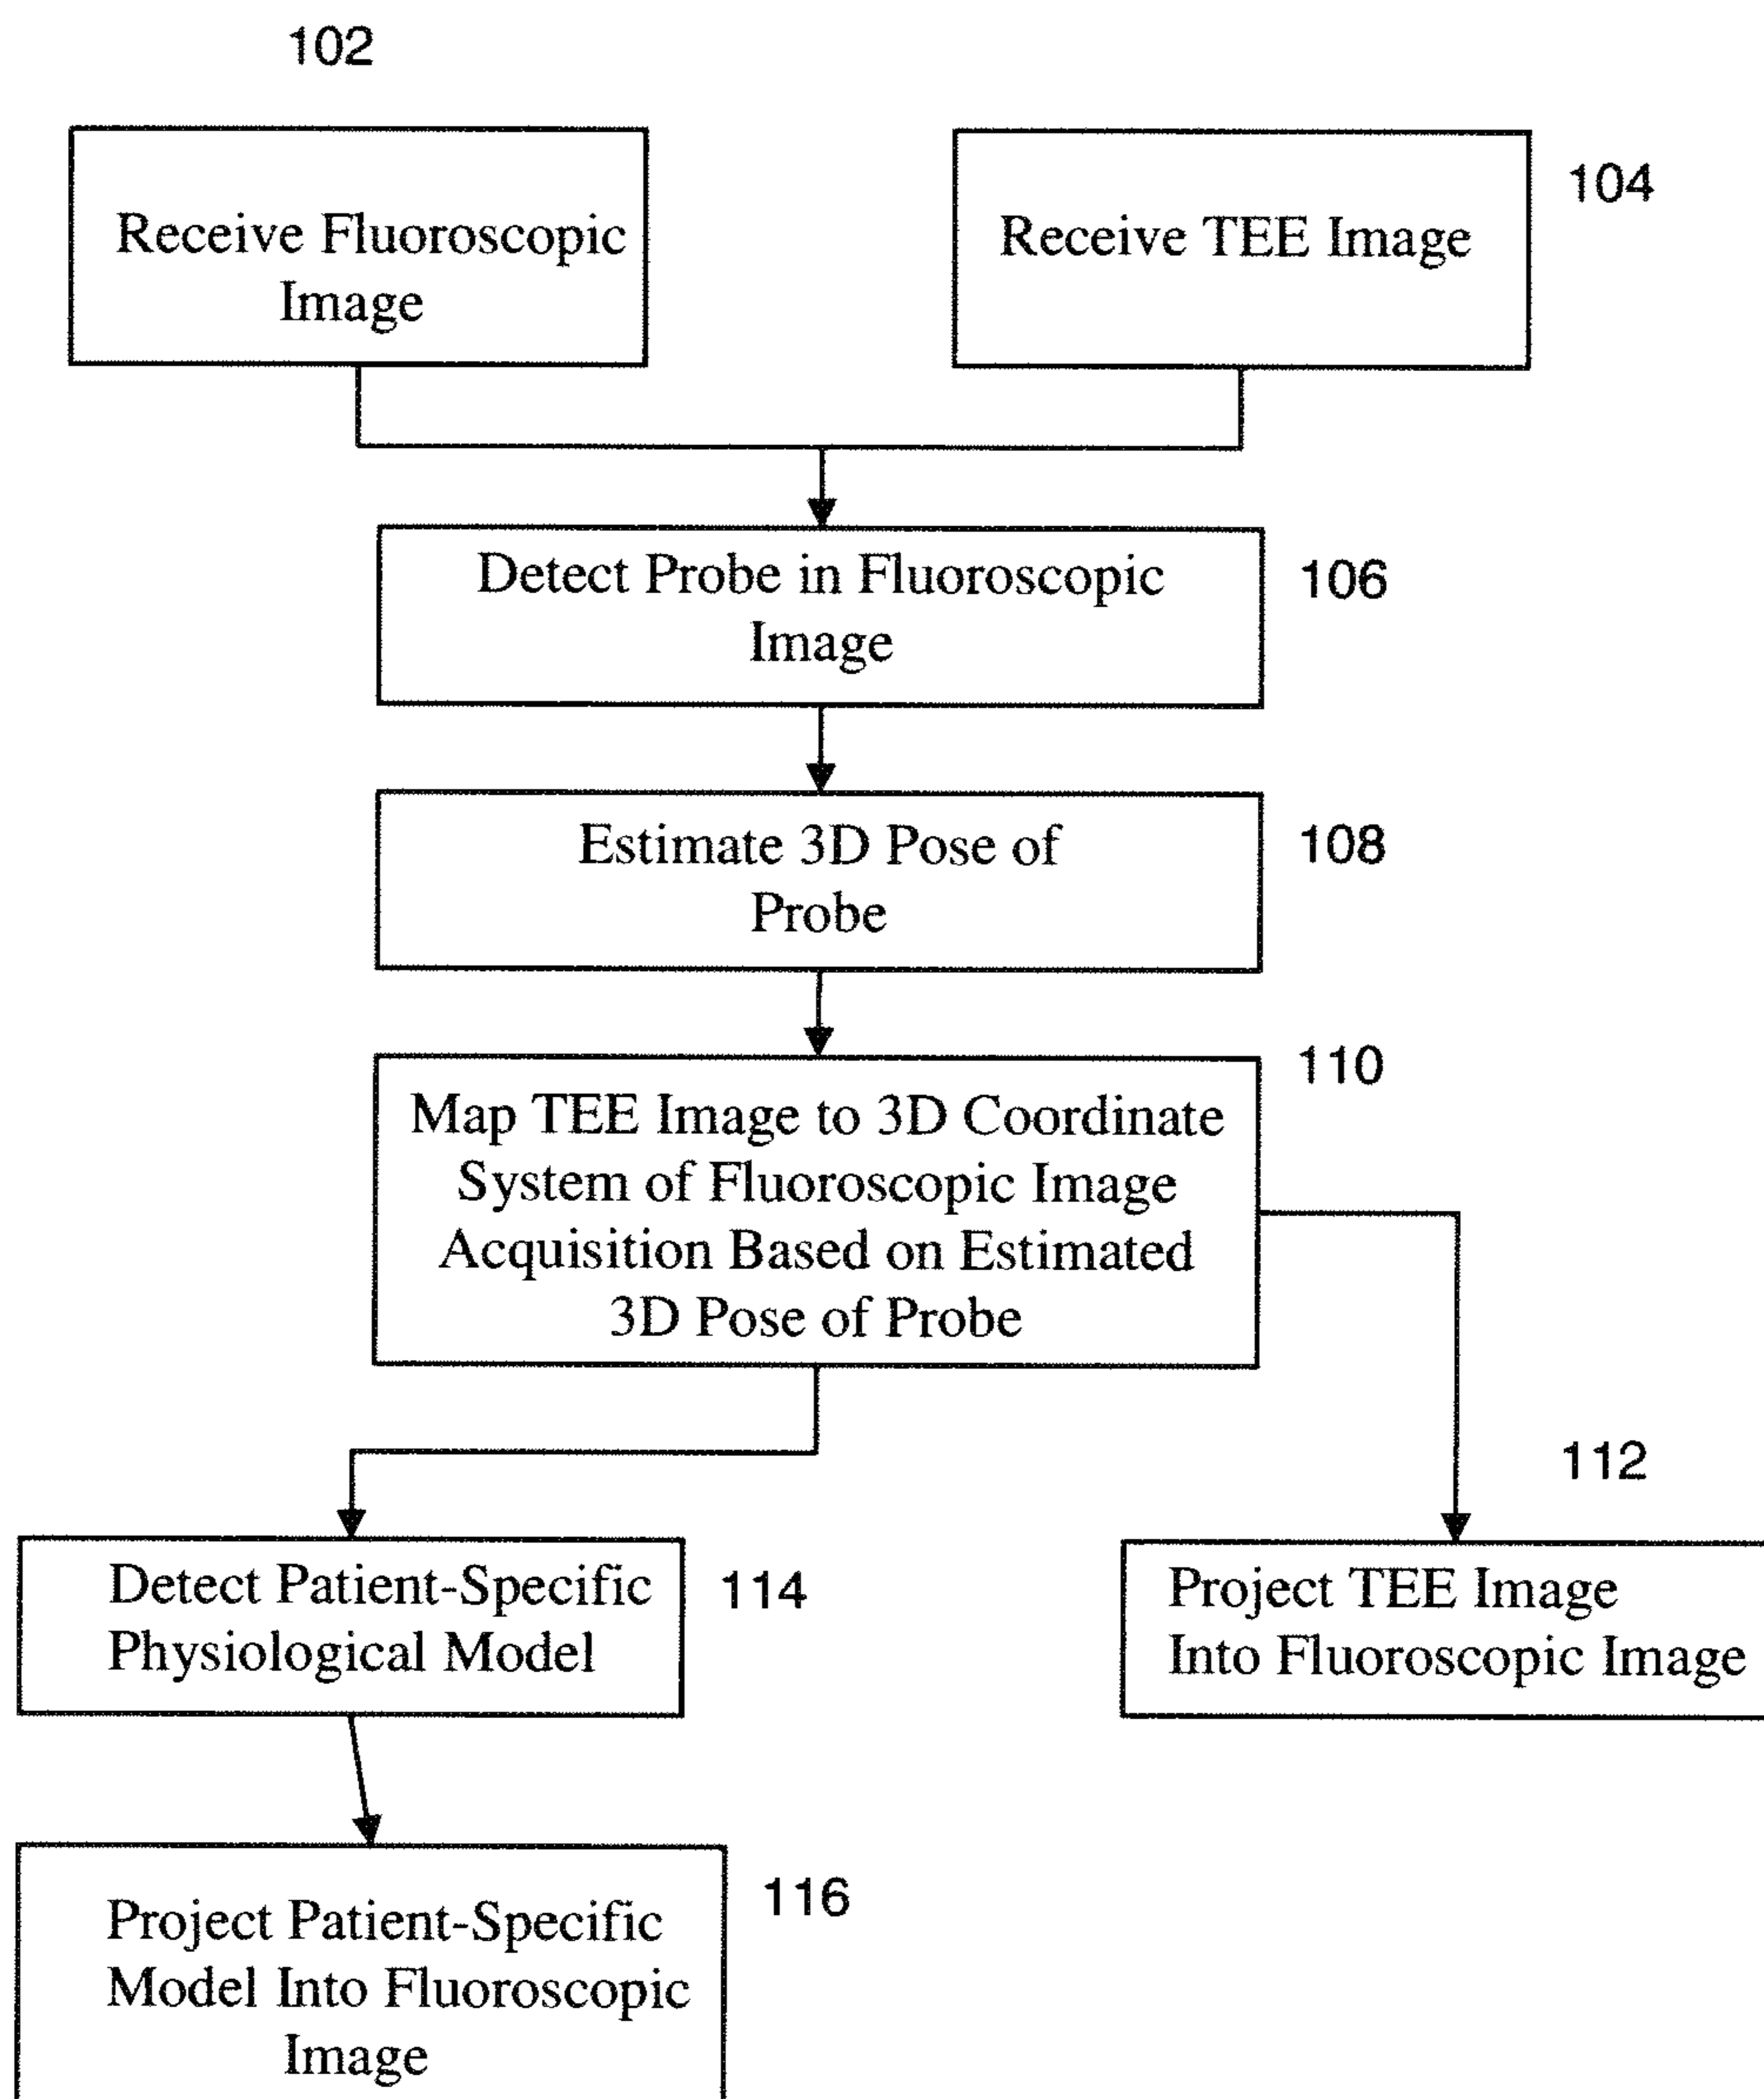 102
Receive Fluoroscopic
Image
104
Receive TEE Image
Detect Probe in Fluoroscopic
Image
106
Estimate 3D Pose of
Probe
108
110
Map TEE Image to 3D Coordinate
System of Fluoroscopic Image
Acquisition Based on Estimated
3D Pose of Probe
112
Detect Patient-Specific
Physiological Model
114
Project TEE Image
Into Fluoroscopic Image
116
Project Patient-Specific
Model Into Fluoroscopic
Image